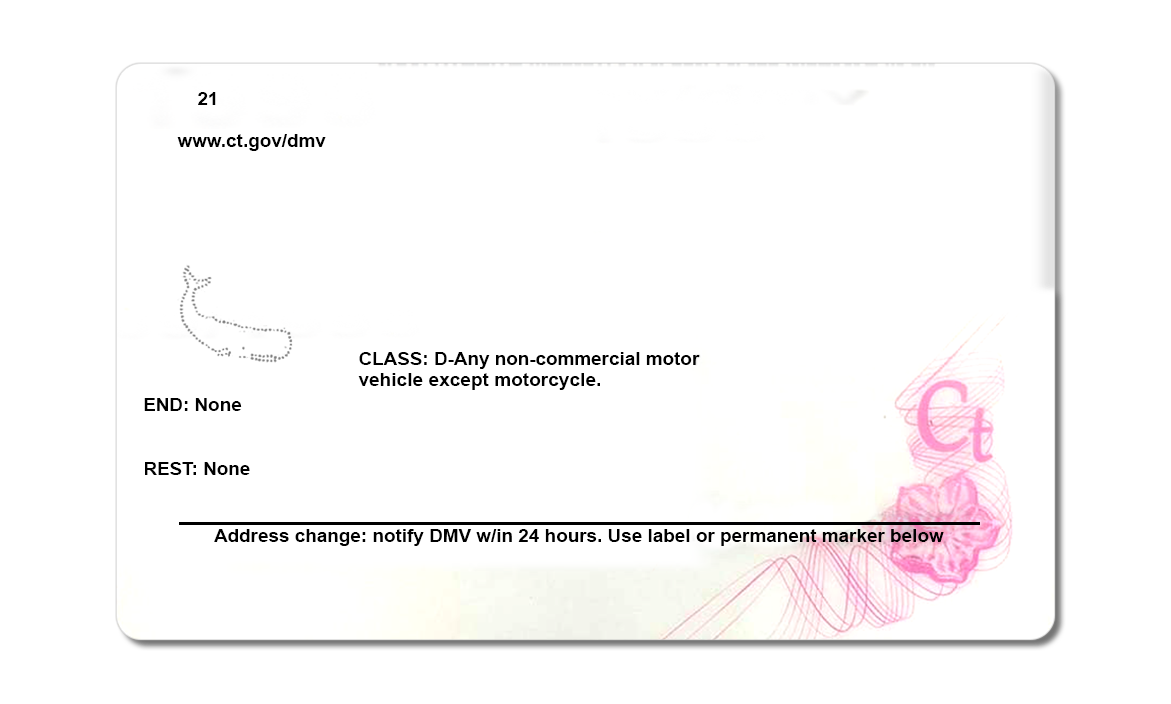 21
www.ct.gov/dmv
CLASS: D-Any non-commercial motor
vehicle except motorcycle.
END: None
Ct
REST: None
Address change: notify DMV w/in 24 hours. Use label or permanent marker below